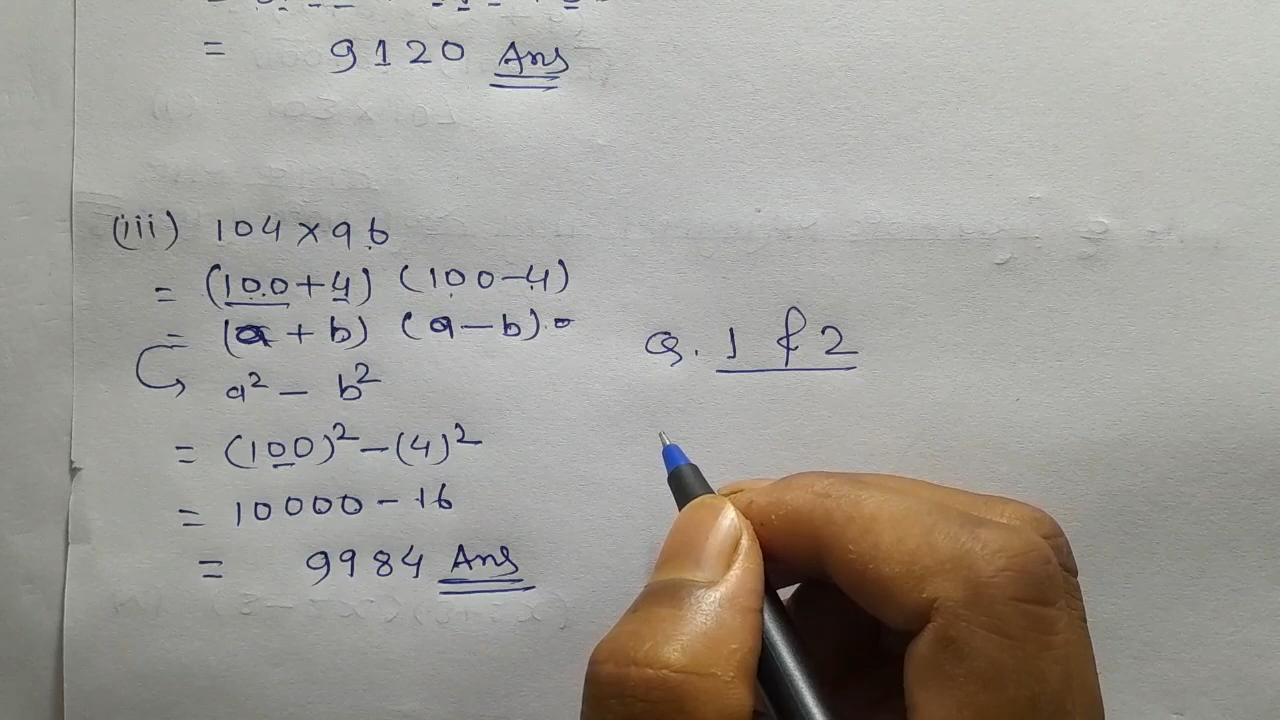 = 9120 Ans
(iii) 104 × 96
= (100+4) (100-4)
= (a + b) (a - b).
a² - b²
= (100)² - (4)²
= 10000 - 16
= 9984 Ans
Q. 1 & 2